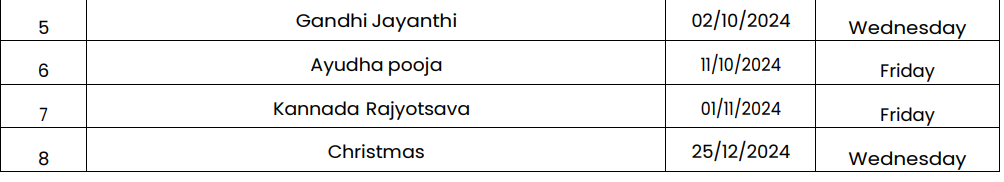 5 Gandhi Jayanthi 02/10/2024 Wednesday
6 Ayudha pooja 11/10/2024 Friday
7 Kannada Rajyotsava 01/11/2024 Friday
8 Christmas 25/12/2024 Wednesday